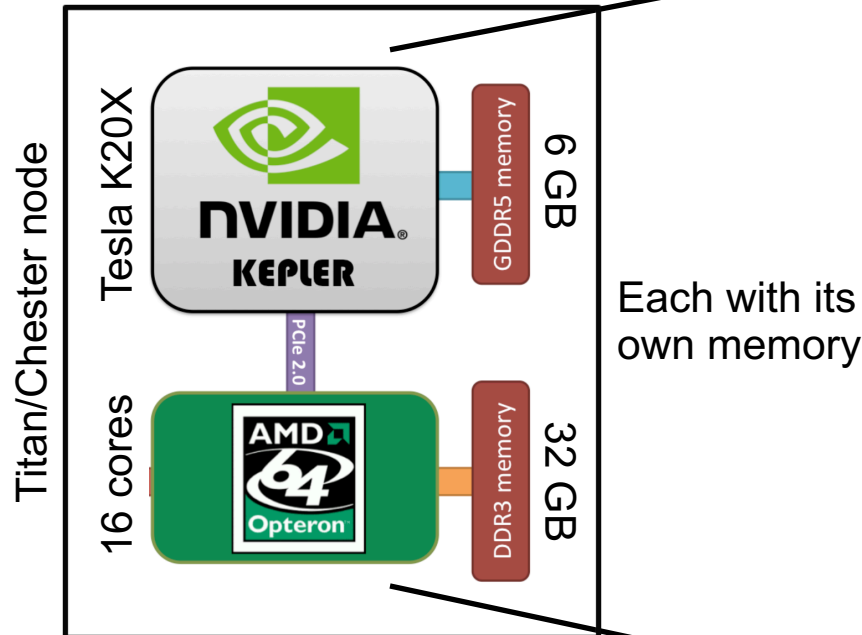 Titan/Chester node
Tesla K20X
NVIDIA®
KEPLER
GDDR5 memory
6 GB
PCIe 2.0
Each with its
own memory
16 cores
AMD
64
Opteron™
DDR3 memory
32 GB